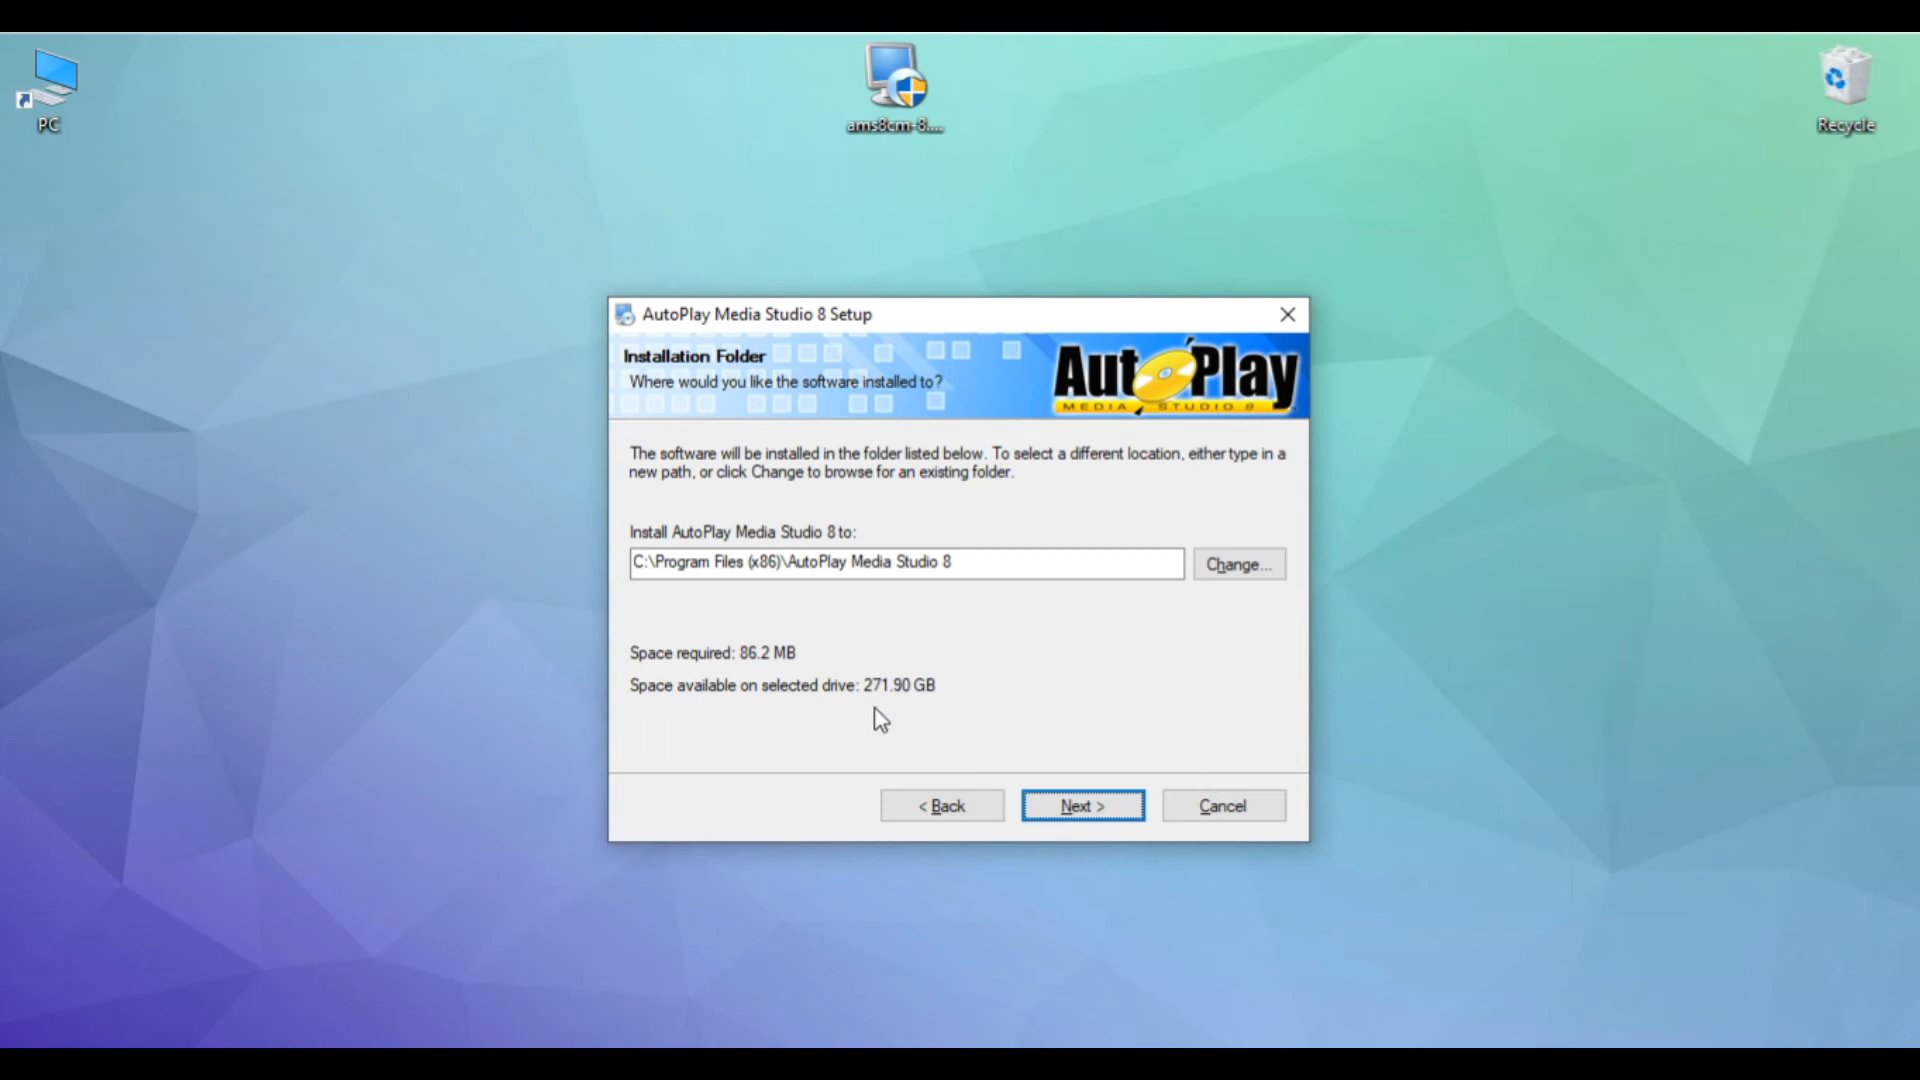 PC
ams8cm-8....
Recycle
AutoPlay Media Studio 8 Setup
Installation Folder
Where would you like the software installed to?
AutoPlay
MEDIA STUDIO 8
The software will be installed in the folder listed below. To select a different location, either type in a
new path, or click Change to browse for an existing folder.
Install AutoPlay Media Studio 8 to:
C:\Program Files (x86)\AutoPlay Media Studio 8
Change...
Space required: 86.2 MB
Space available on selected drive: 271.90 GB
< Back
Next >
Cancel